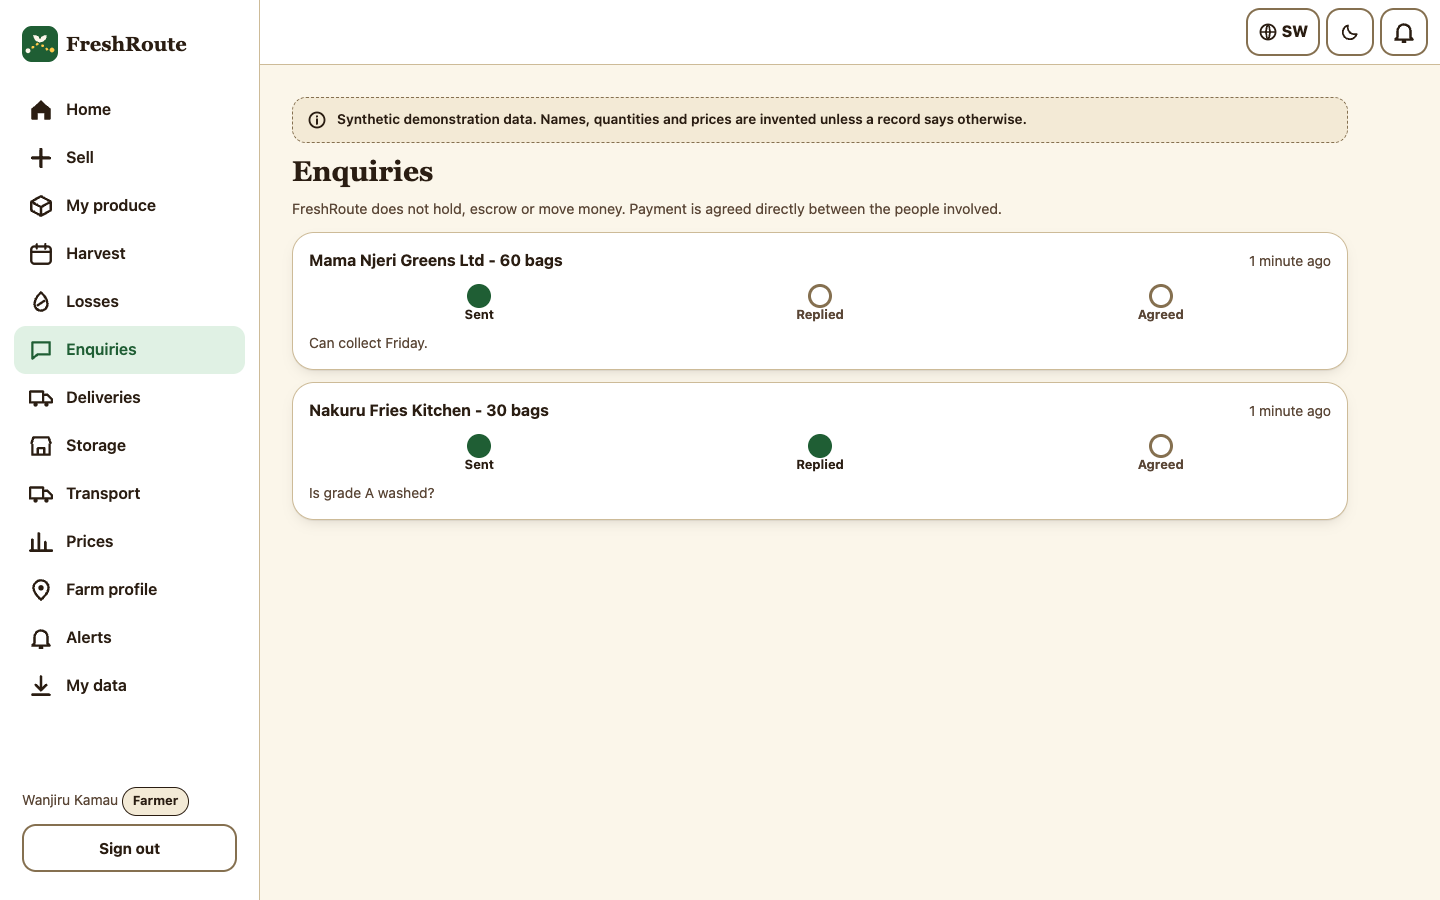 FreshRoute
Home
Sell
My produce
Harvest
Losses
Enquiries
Deliveries
Storage
Transport
Prices
Farm profile
Alerts
My data
Wanjiru Kamau Farmer
Sign out
SW
Synthetic demonstration data. Names, quantities and prices are invented unless a record says otherwise.
Enquiries
FreshRoute does not hold, escrow or move money. Payment is agreed directly between the people involved.
Mama Njeri Greens Ltd - 60 bags 1 minute ago
Sent Replied Agreed
Can collect Friday.
Nakuru Fries Kitchen - 30 bags 1 minute ago
Sent Replied Agreed
Is grade A washed?